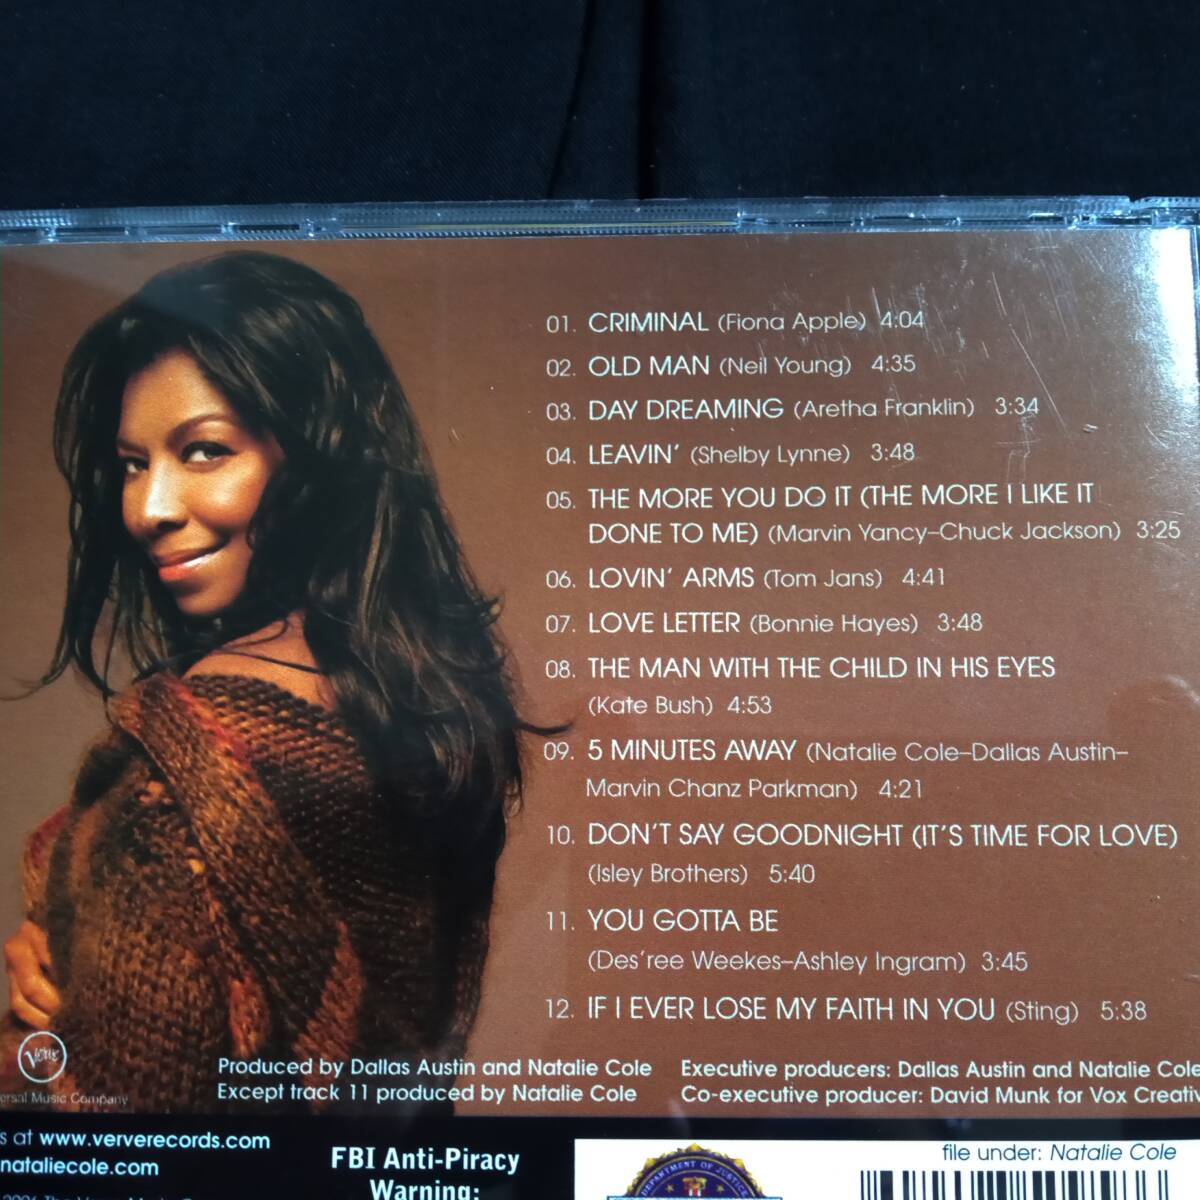 01. CRIMINAL (Fiona Apple) 4:04
02. OLD MAN (Neil Young) 4:35
03. DAY DREAMING (Aretha Franklin) 3:34
04. LEAVIN' (Shelby Lynne) 3:48
05. THE MORE YOU DO IT (THE MORE I LIKE IT
DONE TO ME) (Marvin Yancy–Chuck Jackson) 3:25
06. LOVIN' ARMS (Tom Jans) 4:41
07. LOVE LETTER (Bonnie Hayes) 3:48
08. THE MAN WITH THE CHILD IN HIS EYES
(Kate Bush) 4:53
09. 5 MINUTES AWAY (Natalie Cole–Dallas Austin–
Marvin Chanz Parkman) 4:21
10. DON'T SAY GOODNIGHT (IT'S TIME FOR LOVE)
(Isley Brothers) 5:40
11. YOU GOTTA BE
(Des'ree Weekes–Ashley Ingram) 3:45
12. IF I EVER LOSE MY FAITH IN YOU (Sting) 5:38
Verve
ersal Music Company
Produced by Dallas Austin and Natalie Cole
Except track 11 produced by Natalie Cole
Executive producers: Dallas Austin and Natalie Cole
Co-executive producer: David Munk for Vox Creativ
s at www.ververecords.com
nataliecole.com
FBI Anti-Piracy
Warning:
DEPARTMENT OF JUSTICE
file under: Natalie Cole